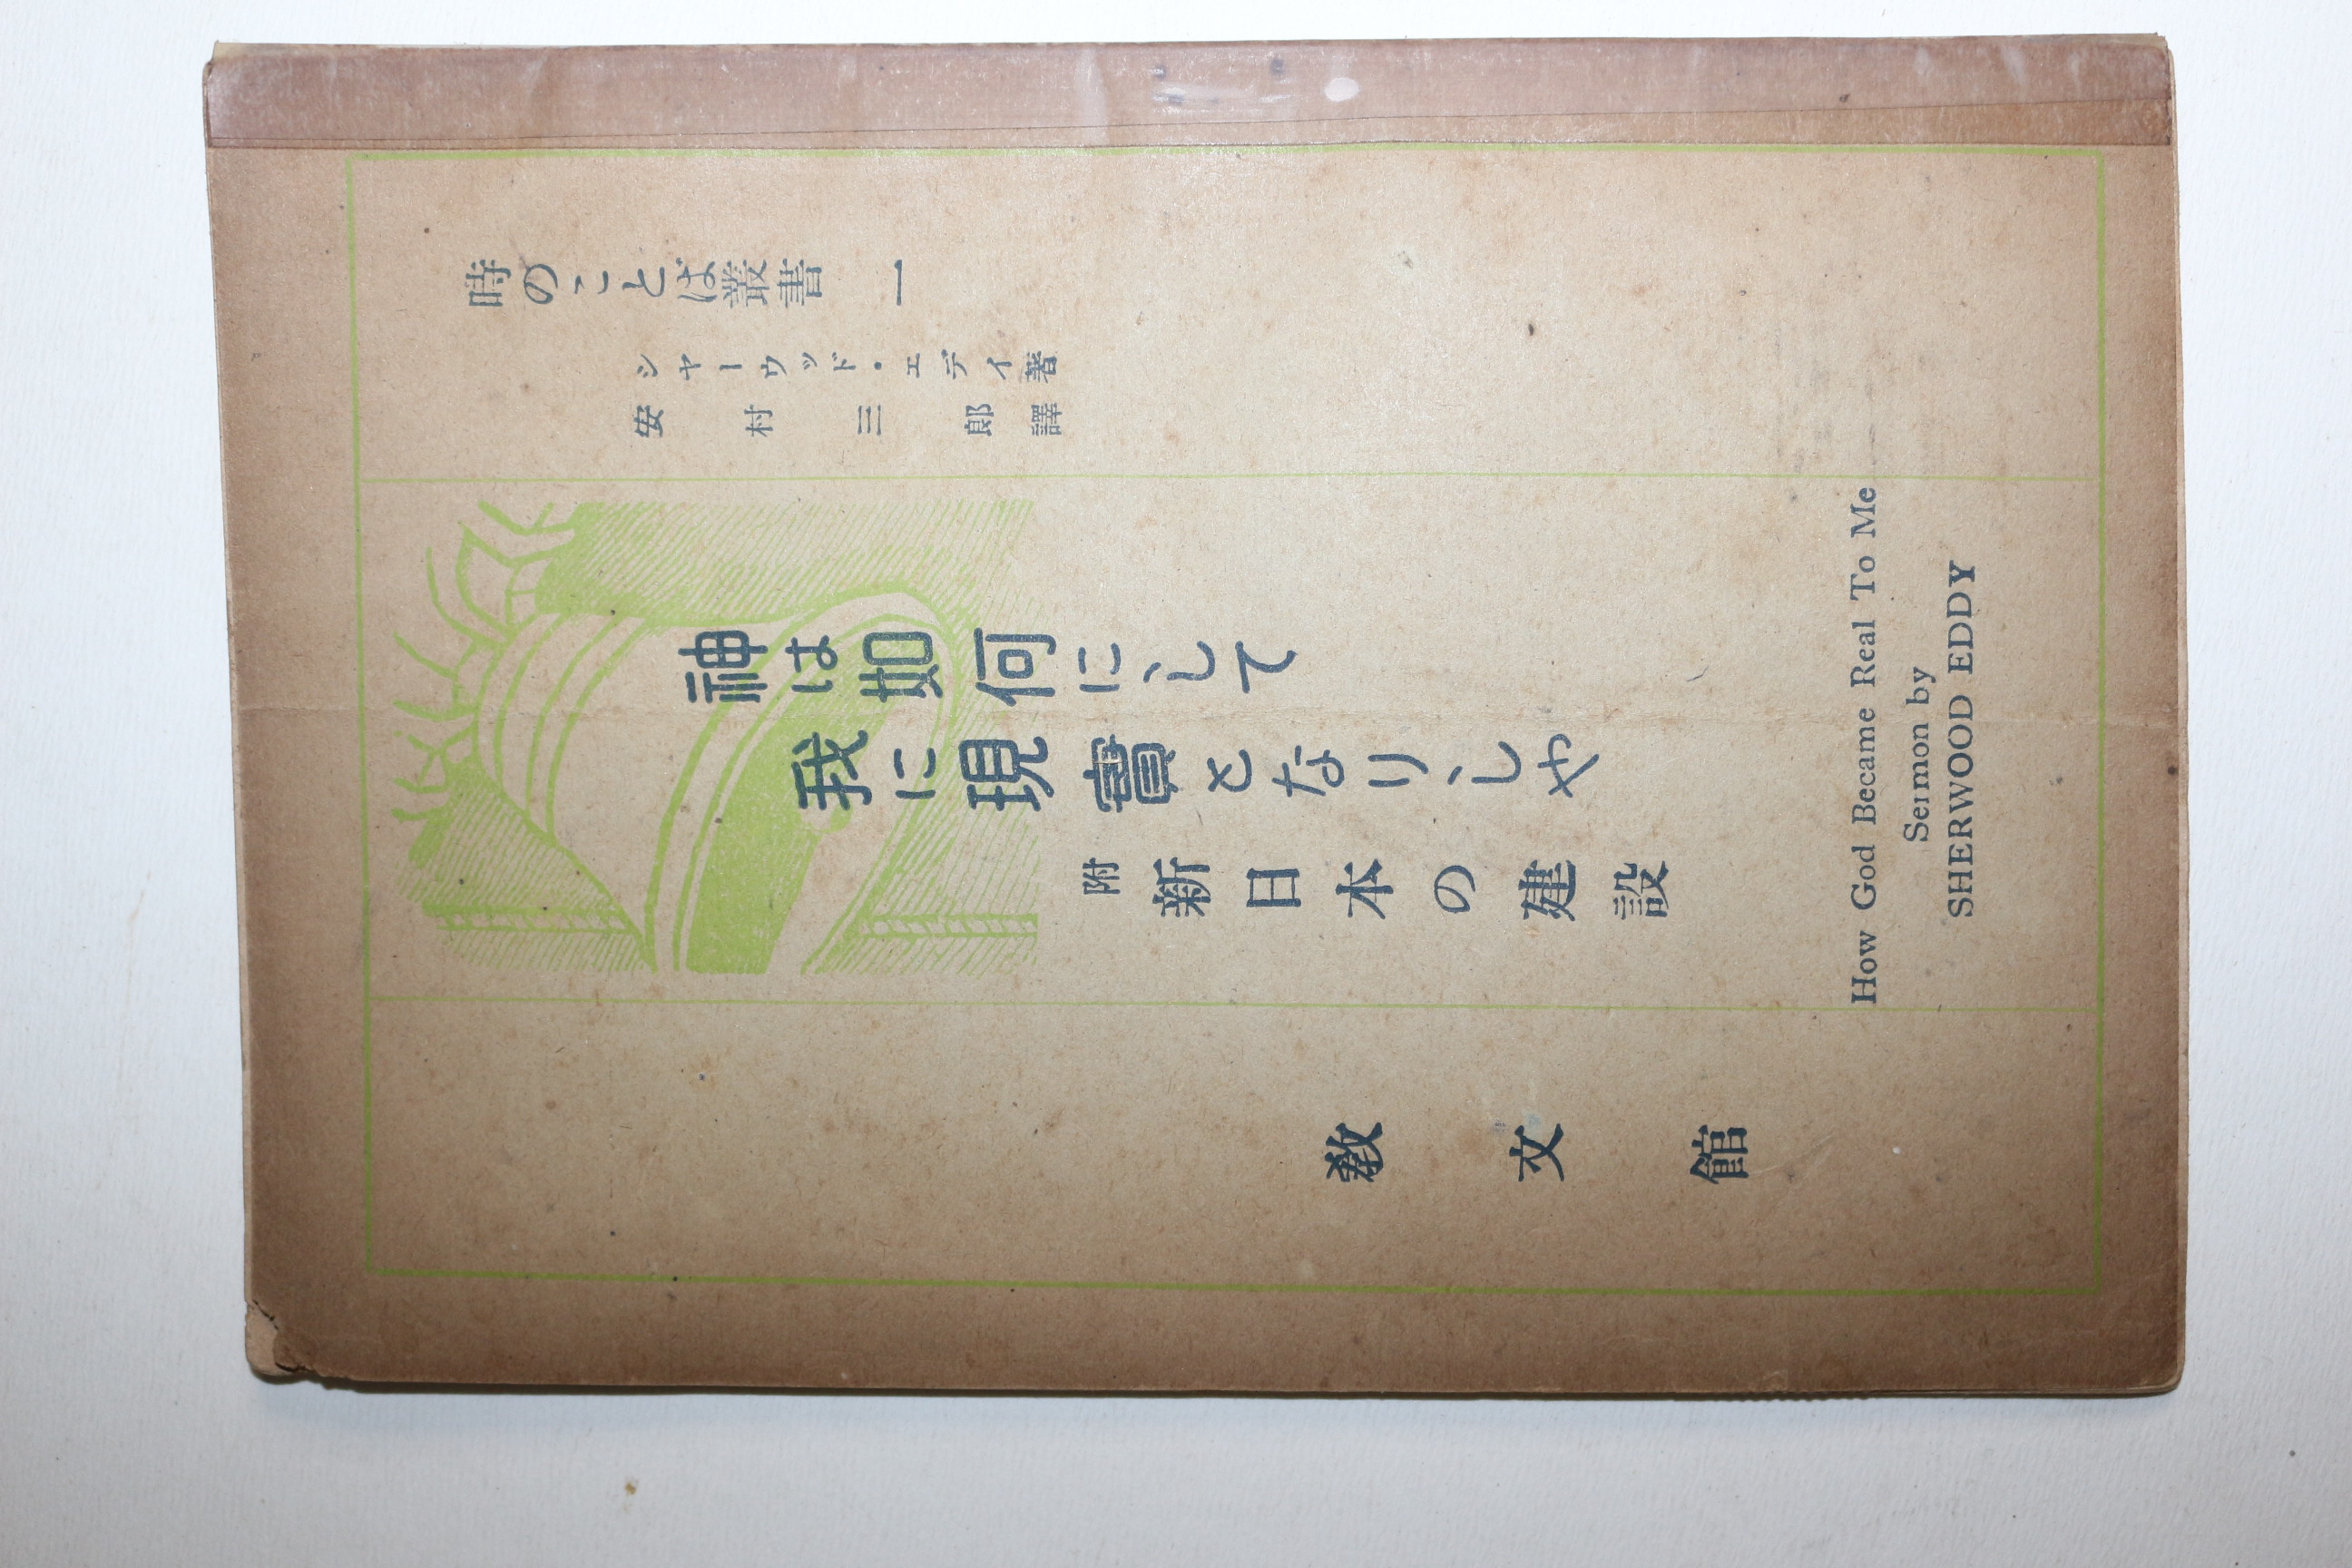 時のことば叢書 一
シャーウッド・エディ著
安村三郎譯
神は如何にして
我に現實となりしや
附 新日本の建設
敎文館
How God Became Real To Me
Sermon by
SHERWOOD EDDY